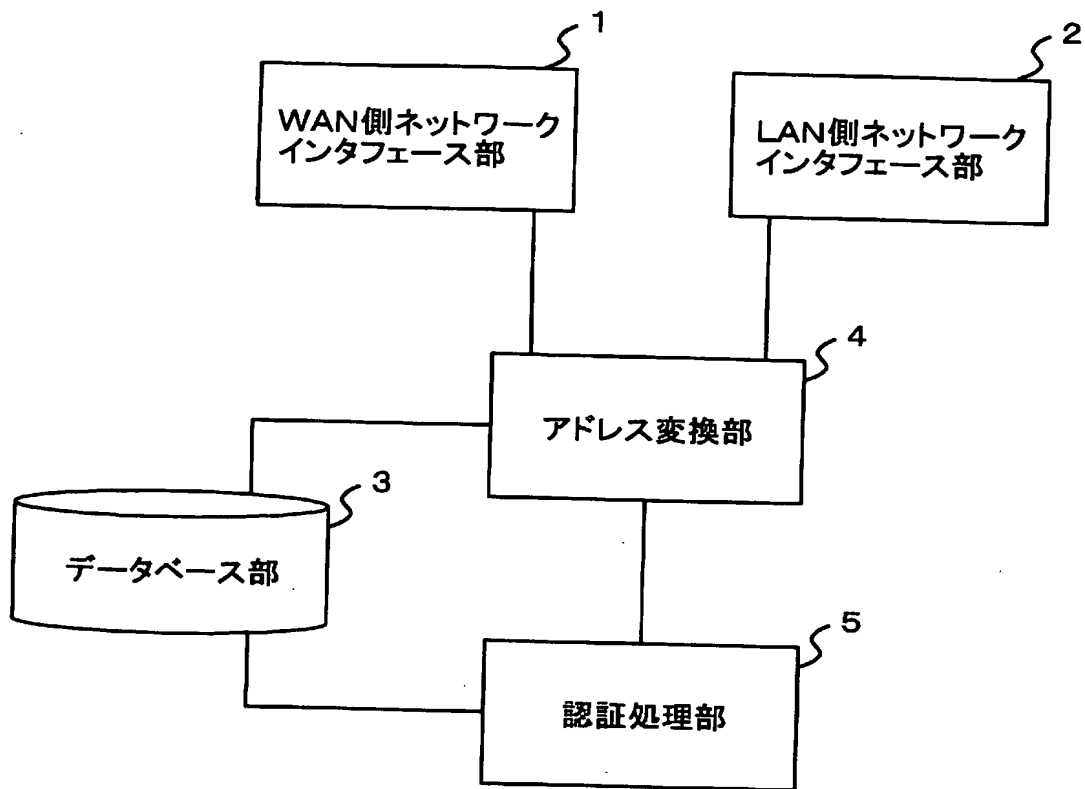 1
WAN側ネットワーク
インタフェース部
2
LAN側ネットワーク
インタフェース部
4
アドレス変換部
3
データベース部
5
認証処理部